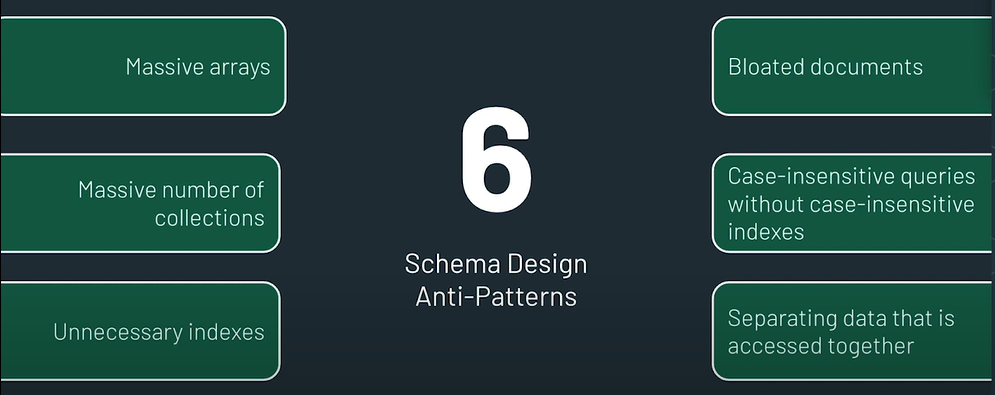 Massive arrays
Massive number of
collections
Unnecessary indexes
6
Schema Design
Anti-Patterns
Bloated documents
Case-insensitive queries
without case-insensitive
indexes
Separating data that is
accessed together